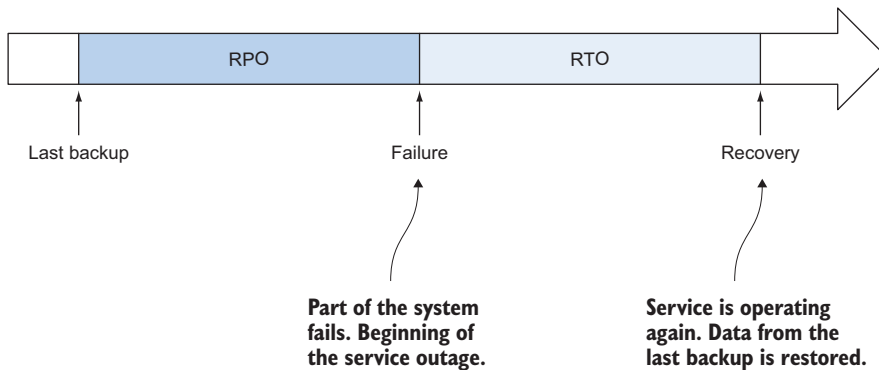 RPO
RTO
Last backup
Failure
Recovery
Part of the system
fails. Beginning of
the service outage.
Service is operating
again. Data from the
last backup is restored.